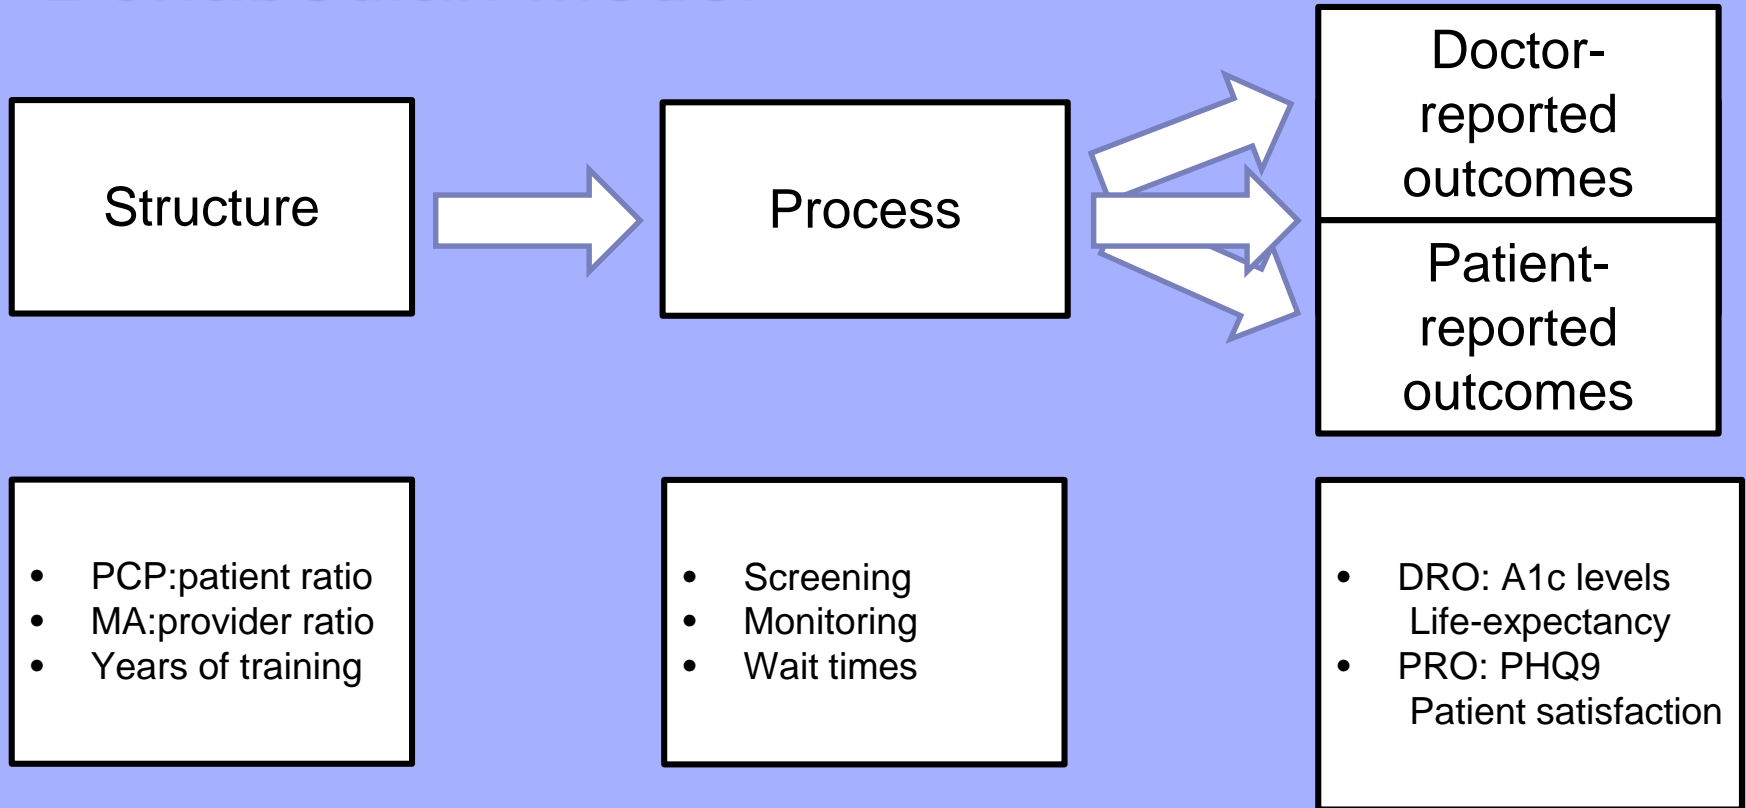 Structure
Process
Doctor-
reported
outcomes
Patient-
reported
outcomes
• PCP:patient ratio
• MA:provider ratio
• Years of training
• Screening
• Monitoring
• Wait times
• DRO: A1c levels
Life-expectancy
• PRO: PHQ9
Patient satisfaction